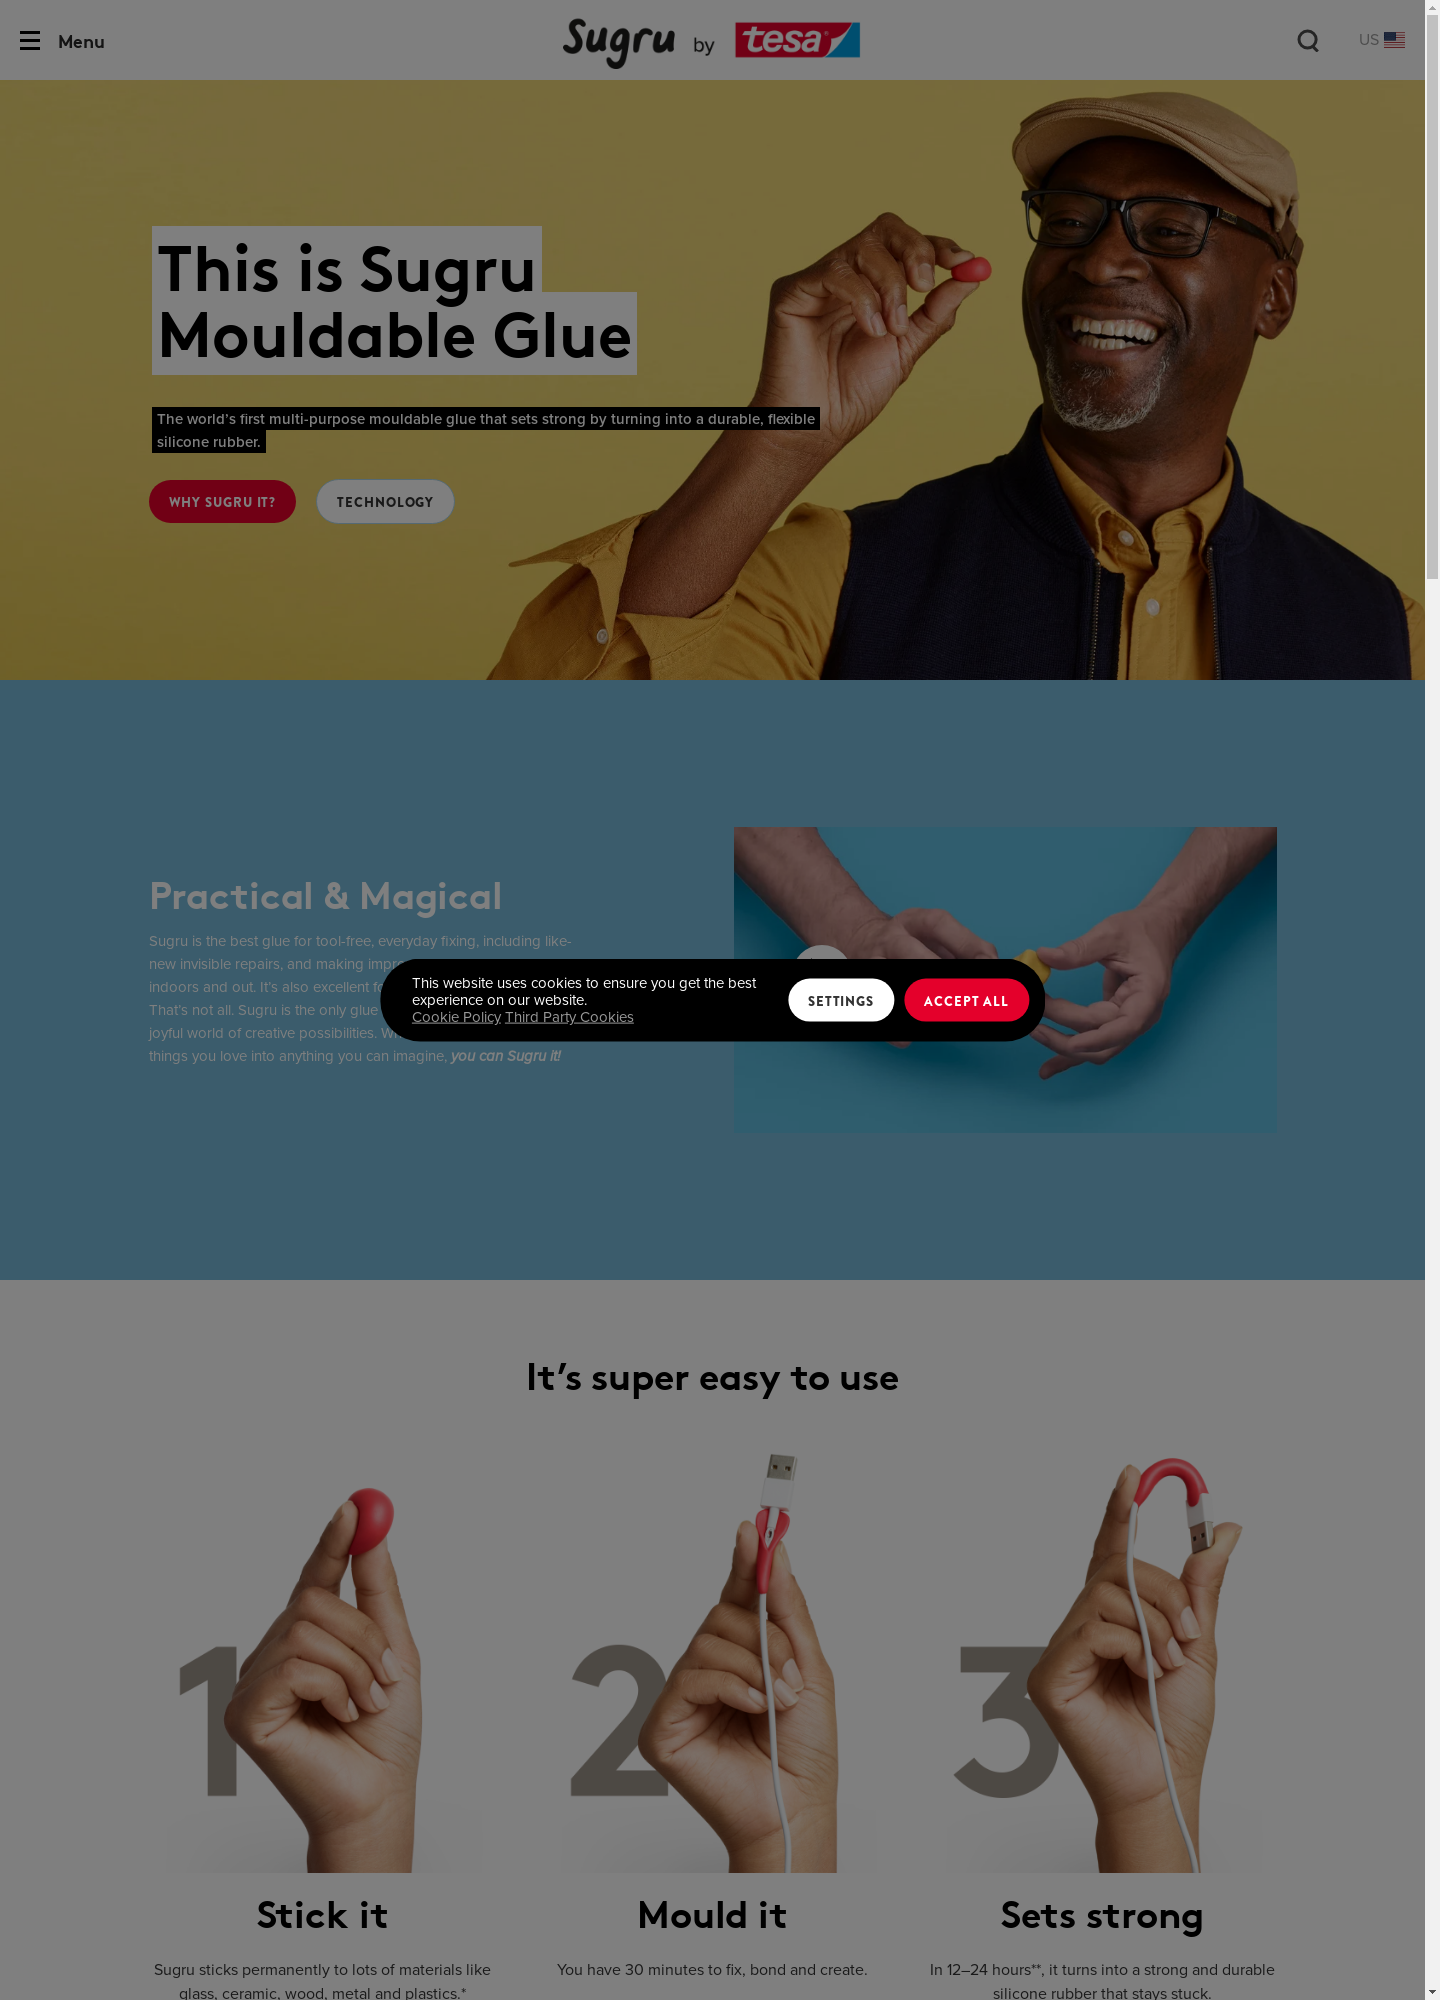 Menu
Sugru by tesa
US
This is Sugru
Mouldable Glue
The world's first multi-purpose mouldable glue that sets strong by turning into a durable, flexible
silicone rubber.
WHY SUGRU IT?
TECHNOLOGY
Practical & Magical
Sugru is the best glue for tool-free, everyday fixing, including like-
new invisible repairs, and making
indoors and out. It's also excellent
That's not all. Sugru is the only glue
joyful world of creative possibilities.
things you love into anything you can imagine, you can Sugru it!
This website uses cookies to ensure you get the best
experience on our website.
Cookie Policy Third Party Cookies
SETTINGS
ACCEPT ALL
It's super easy to use
1
2
3
Stick it
Mould it
Sets strong
Sugru sticks permanently to lots of materials like
glass, ceramic, wood, metal and plastics.*
You have 30 minutes to fix, bond and create.
In 12–24 hours**, it turns into a strong and durable
silicone rubber that stays stuck.